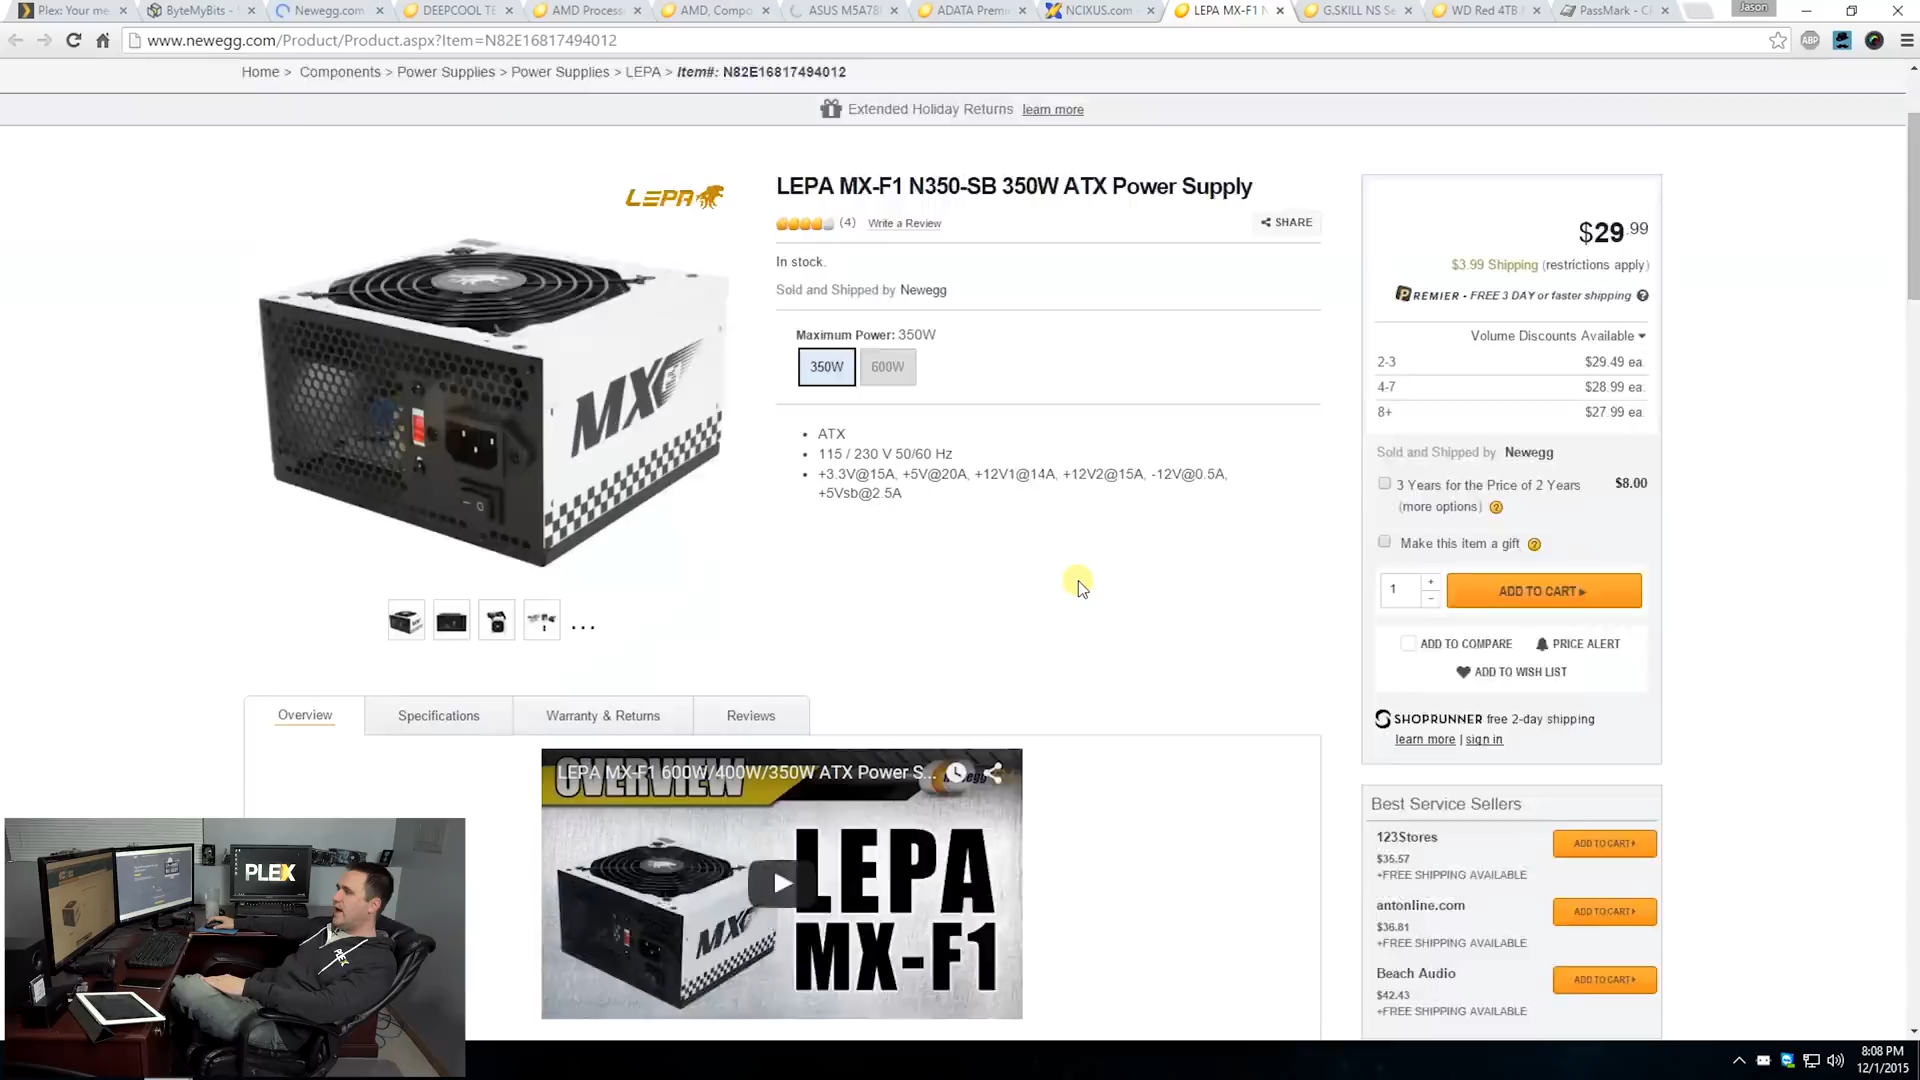 Plex: Your me
ByteMyBits -
Newegg.com
DEEPCOOL TE
AMD Process
AMD, Compo
ASUS M5A78
ADATA Premi
NCIXUS.com
LEPA MX-F1 N
G.SKILL NS Se
WD Red 4TB
PassMark - C
Jason
www.newegg.com/Product/Product.aspx?Item=N82E16817494012
ABP
Home > Components > Power Supplies > Power Supplies > LEPA > Item#: N82E16817494012
Extended Holiday Returns learn more
LEPA
MX
LEPA MX-F1 N350-SB 350W ATX Power Supply
(4) Write a Review
SHARE
In stock.
Sold and Shipped by Newegg
Maximum Power: 350W
350W 600W
• ATX
• 115 / 230 V 50/60 Hz
• +3.3V@15A, +5V@20A, +12V1@14A, +12V2@15A, -12V@0.5A,
+5Vsb@2.5A
...
$29.99
$3.99 Shipping (restrictions apply)
PREMIER - FREE 3 DAY or faster shipping
Volume Discounts Available
2-3 $29.49 ea.
4-7 $28.99 ea.
8+ $27.99 ea.
Sold and Shipped by Newegg
3 Years for the Price of 2 Years $8.00
(more options)
Make this item a gift
1 + -
ADD TO CART
ADD TO COMPARE PRICE ALERT
ADD TO WISH LIST
SHOPRUNNER free 2-day shipping
learn more | sign in
Overview Specifications Warranty & Returns Reviews
LEPA MX-F1 600W/400W/350W ATX Power S...
OVERVIEW
LEPA
MX-F1
MX
Best Service Sellers
123Stores
ADD TO CART
$35.57
+FREE SHIPPING AVAILABLE
antonline.com
ADD TO CART
$36.81
+FREE SHIPPING AVAILABLE
Beach Audio
ADD TO CART
$42.43
+FREE SHIPPING AVAILABLE
PLEX
8:08 PM
12/1/2015